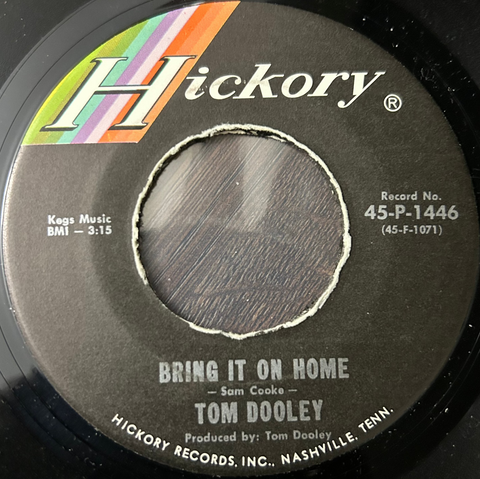 Hickory®
Record No.
45-P-1446
(45-F-1071)
Kags Music
BMI – 3:15
BRING IT ON HOME
– Sam Cooke –
TOM DOOLEY
Produced by: Tom Dooley
HICKORY RECORDS, INC., NASHVILLE, TENN.